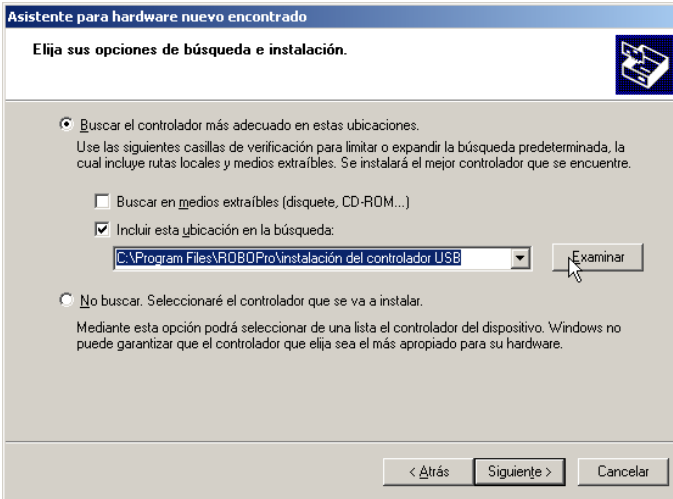 Asistente para hardware nuevo encontrado
Elija sus opciones de búsqueda e instalación.
Buscar el controlador más adecuado en estas ubicaciones.
Use las siguientes casillas de verificación para limitar o expandir la búsqueda predeterminada, la
cual incluye rutas locales y medios extraíbles. Se instalará el mejor controlador que se encuentre.
Buscar en medios extraíbles (disquete, CD-ROM...)
Incluir esta ubicación en la búsqueda:
C:\Program Files\ROBOPro\instalación del controlador USB
Examinar
No buscar. Seleccionaré el controlador que se va a instalar.
Mediante esta opción podrá seleccionar de una lista el controlador del dispositivo. Windows no
puede garantizar que el controlador que elija sea el más apropiado para su hardware.
< Atrás Siguiente > Cancelar